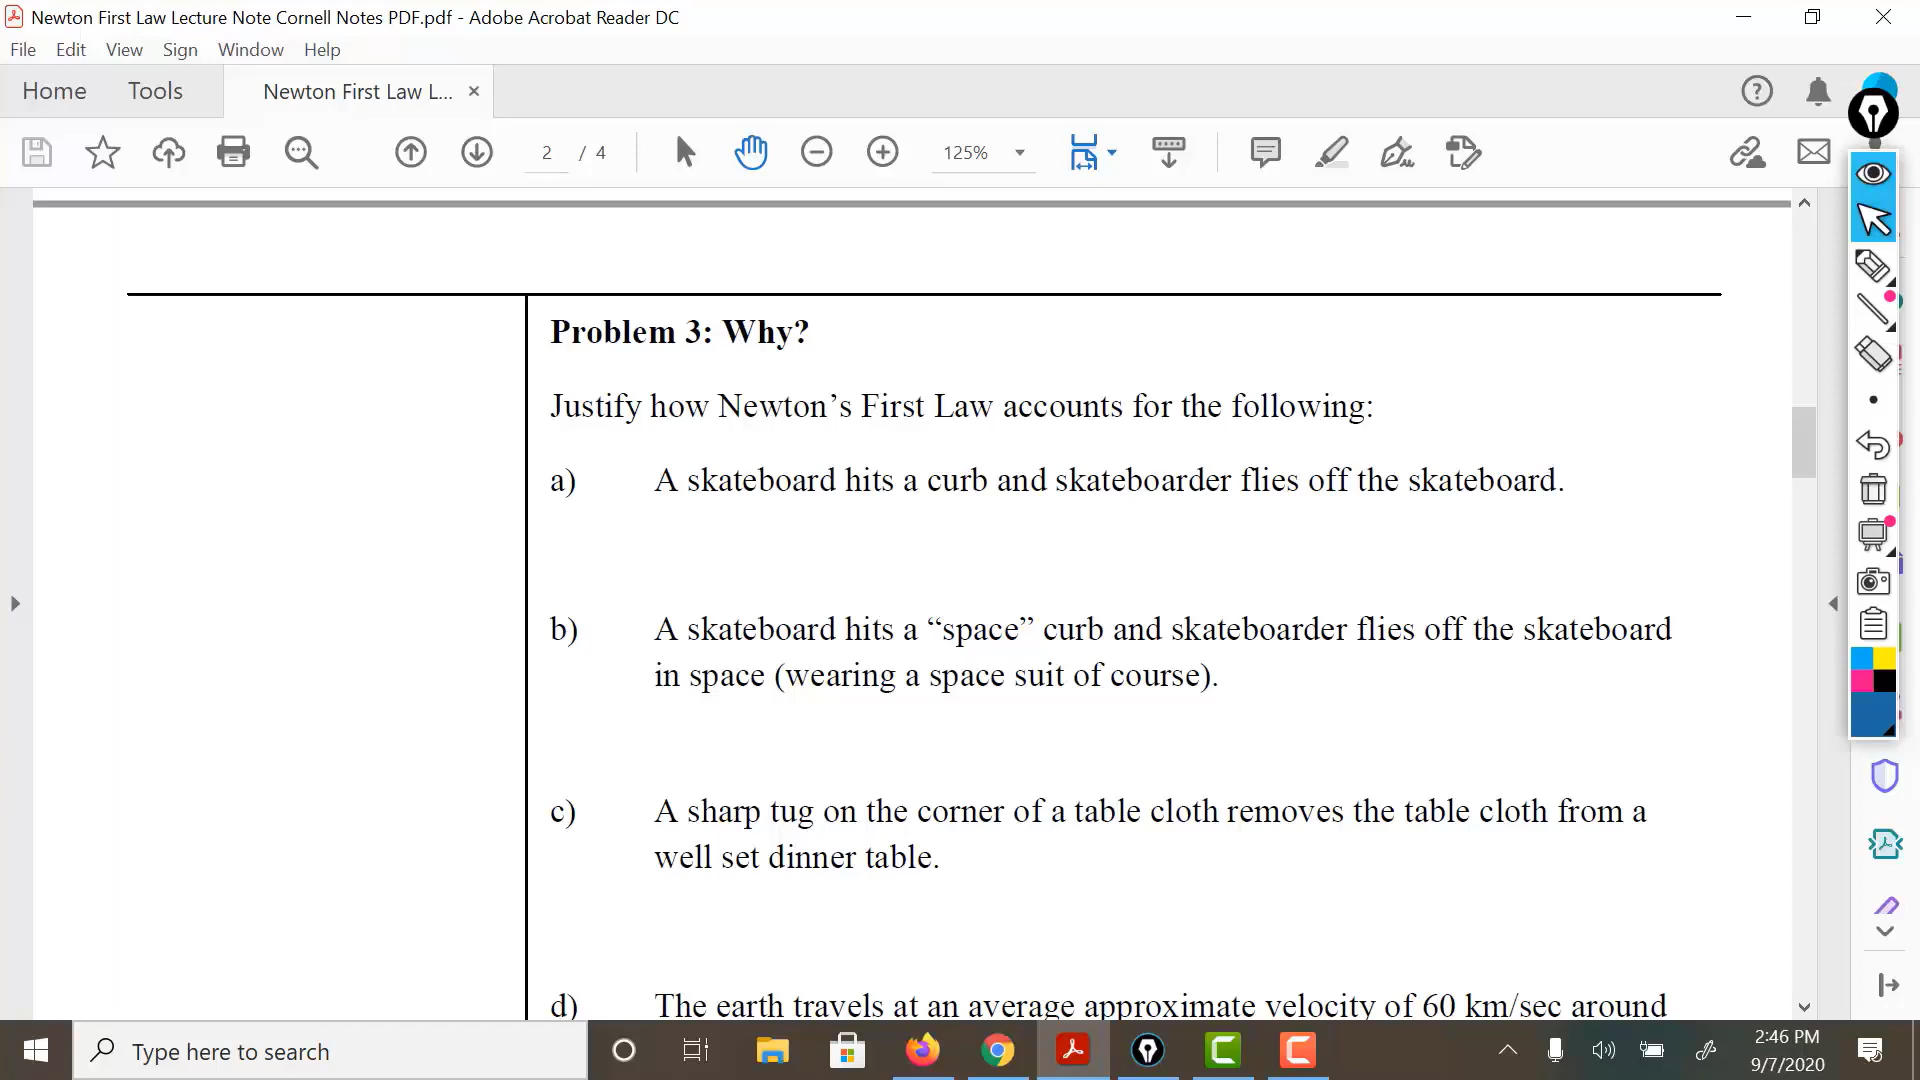 Newton First Law Lecture Note Cornell Notes PDF.pdf - Adobe Acrobat Reader DC
File Edit View Sign Window Help
Home Tools Newton First Law L... ×
2 / 4 125%
Problem 3: Why?
Justify how Newton’s First Law accounts for the following:
a) A skateboard hits a curb and skateboarder flies off the skateboard.
b) A skateboard hits a “space” curb and skateboarder flies off the skateboard
in space (wearing a space suit of course).
c) A sharp tug on the corner of a table cloth removes the table cloth from a
well set dinner table.
d) The earth travels at an average approximate velocity of 60 km/sec around
Type here to search
2:46 PM
9/7/2020